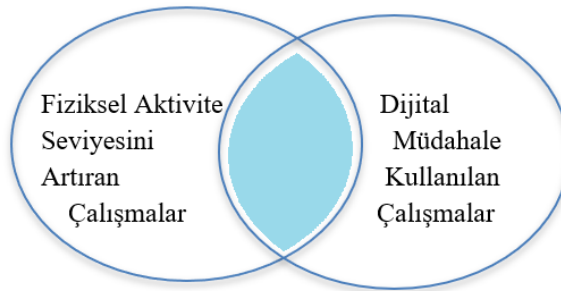 Fiziksel Aktivite
Seviyesini
Artıran
Çalışmalar
Dijital
Müdahale
Kullanılan
Çalışmalar